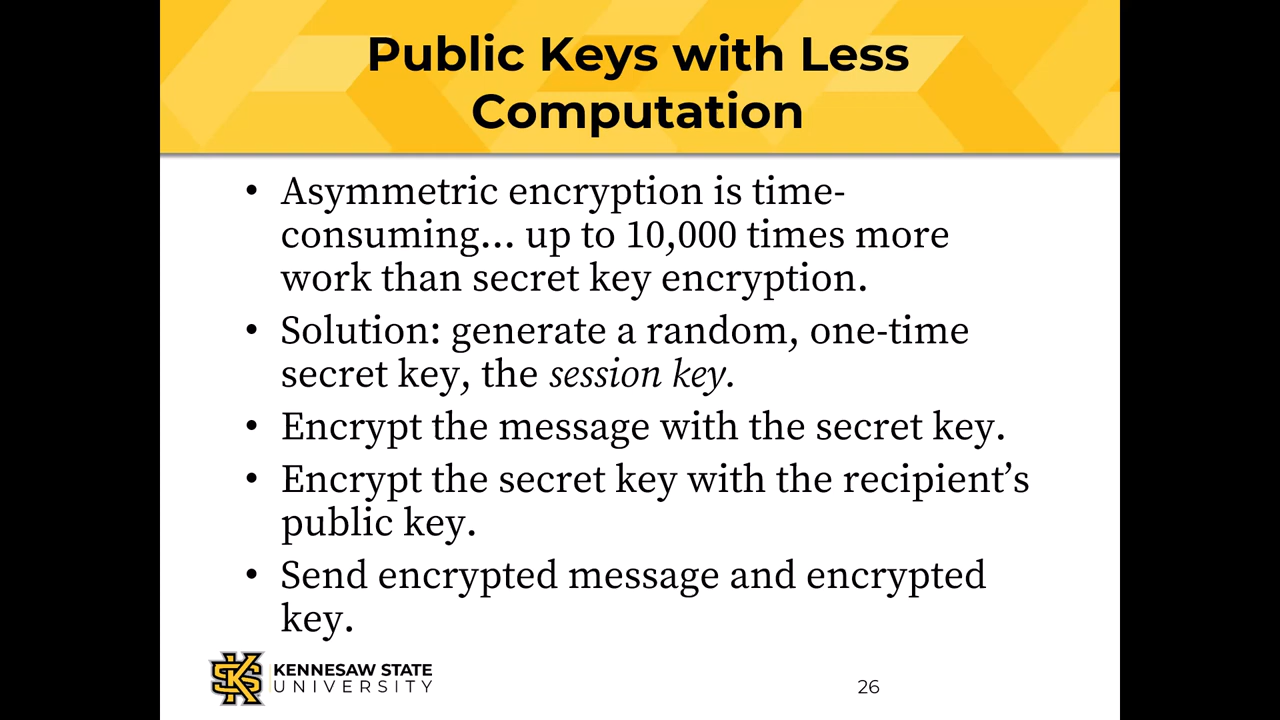 Public Keys with Less
Computation
• Asymmetric encryption is time-
consuming... up to 10,000 times more
work than secret key encryption.
• Solution: generate a random, one-time
secret key, the session key.
• Encrypt the message with the secret key.
• Encrypt the secret key with the recipient’s
public key.
• Send encrypted message and encrypted
key.
KENNESAW STATE
UNIVERSITY
26